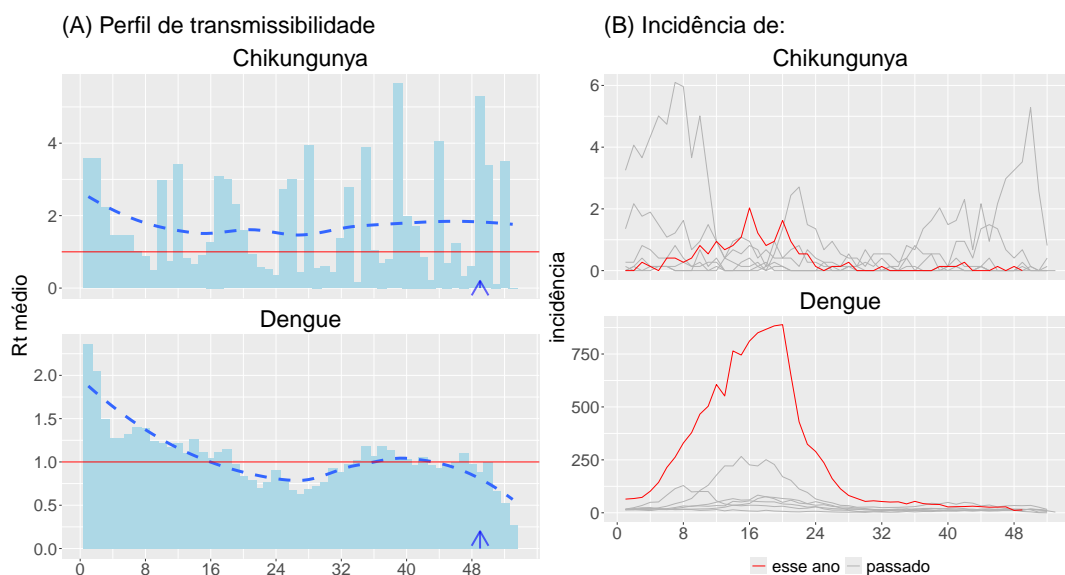 (A) Perfil de transmissibilidade
Chikungunya
4
2
0
Dengue
2.0
1.5
1.0
0.5
0.0
0 8 16 24 32 40 48
Rt médio
(B) Incidência de:
Chikungunya
6
4
2
0
Dengue
750
500
250
0
0 8 16 24 32 40 48
incidência
esse ano passado